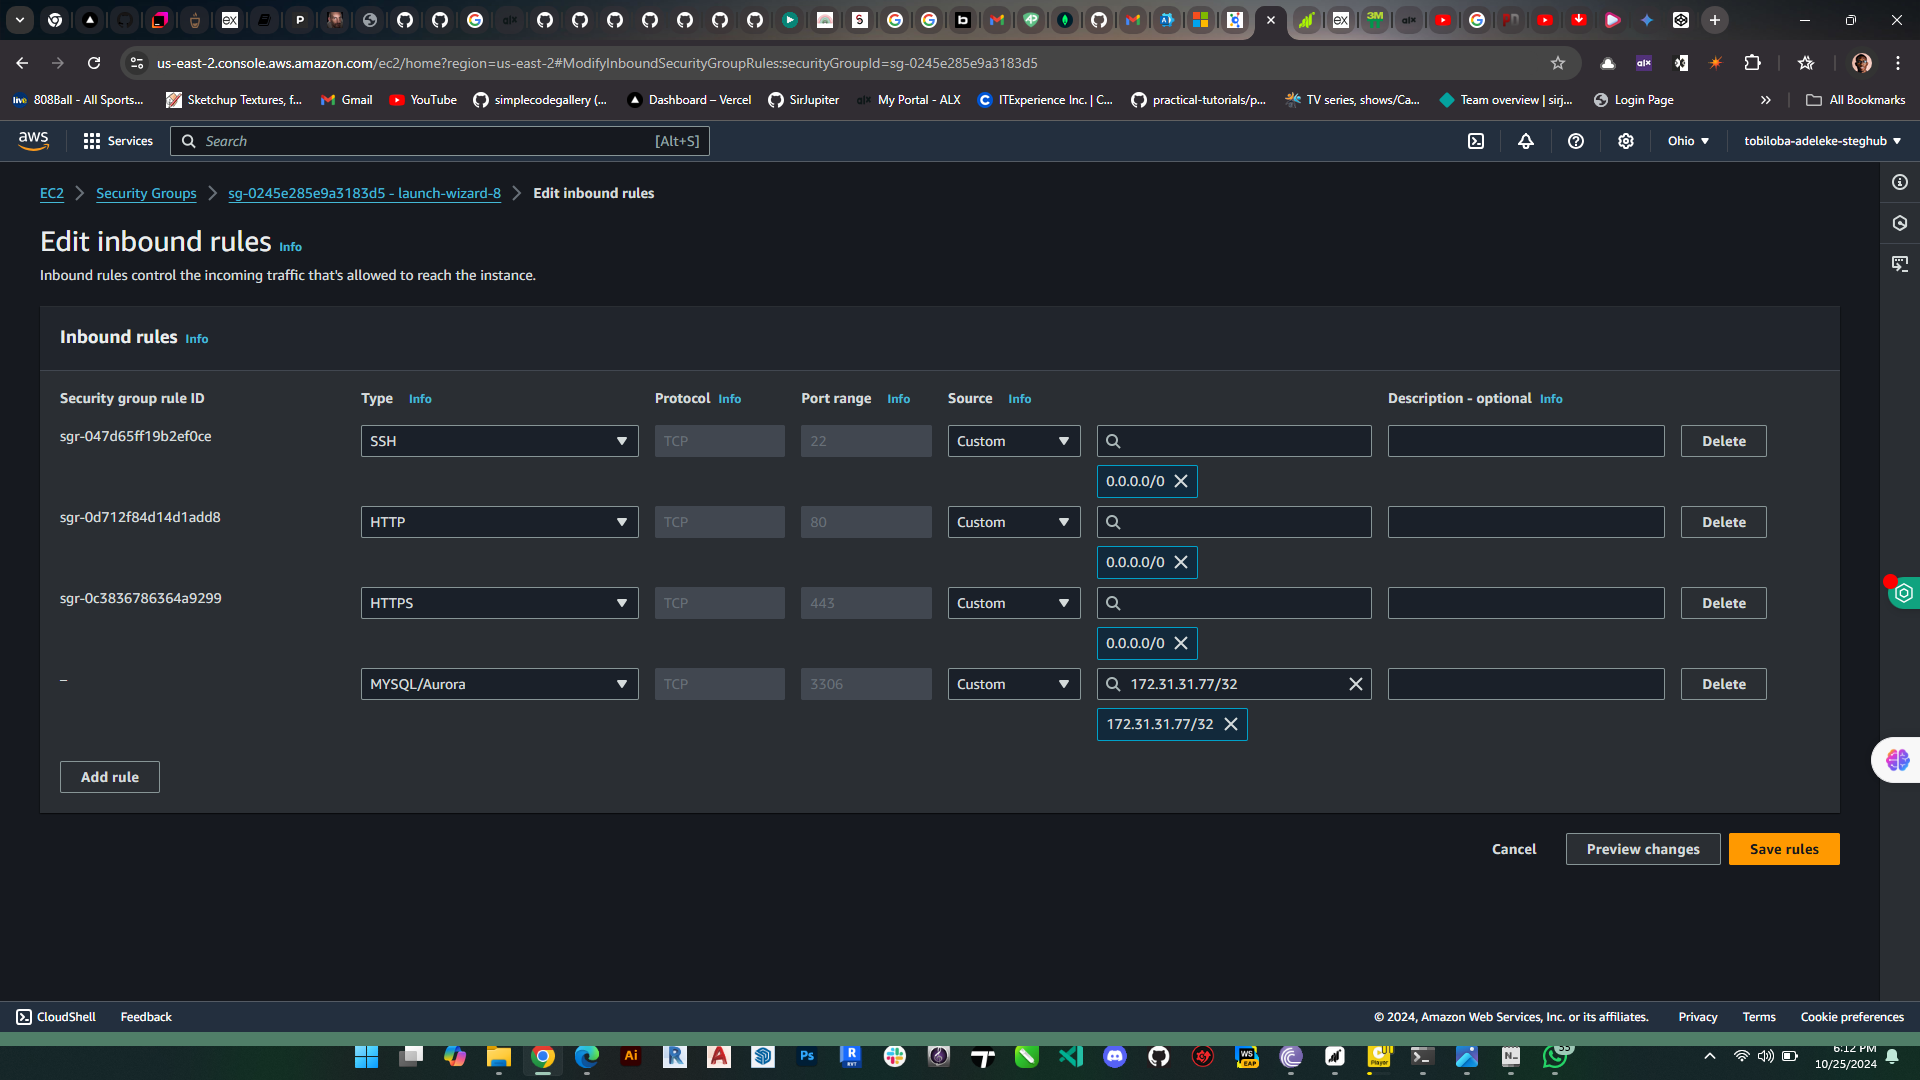 us-east-2.console.aws.amazon.com/ec2/home?region=us-east-2#ModifyInboundSecurityGroupRules:securityGroupId=sg-0245e285e9a3183d5
808Ball - All Sports... Sketchup Textures, f... Gmail YouTube simplecodegallery (... Dashboard – Vercel SirJupiter My Portal - ALX ITExperience Inc. | C... practical-tutorials/p... TV series, shows/Ca... Team overview | sirj... Login Page » All Bookmarks
aws Services Search [Alt+S] Ohio tobiloba-adeleke-steghub
EC2 Security Groups sg-0245e285e9a3183d5 - launch-wizard-8 Edit inbound rules
Edit inbound rules Info
Inbound rules control the incoming traffic that's allowed to reach the instance.
Inbound rules Info
Security group rule ID Type Info Protocol Info Port range Info Source Info Description - optional Info
sgr-047d65ff19b2ef0ce SSH TCP 22 Custom Delete
0.0.0.0/0
sgr-0d712f84d14d1add8 HTTP TCP 80 Custom Delete
0.0.0.0/0
sgr-0c3836786364a9299 HTTPS TCP 443 Custom Delete
0.0.0.0/0
– MYSQL/Aurora TCP 3306 Custom 172.31.31.77/32 Delete
172.31.31.77/32
Add rule
Cancel Preview changes Save rules
CloudShell Feedback © 2024, Amazon Web Services, Inc. or its affiliates. Privacy Terms Cookie preferences
6:12 PM
10/25/2024